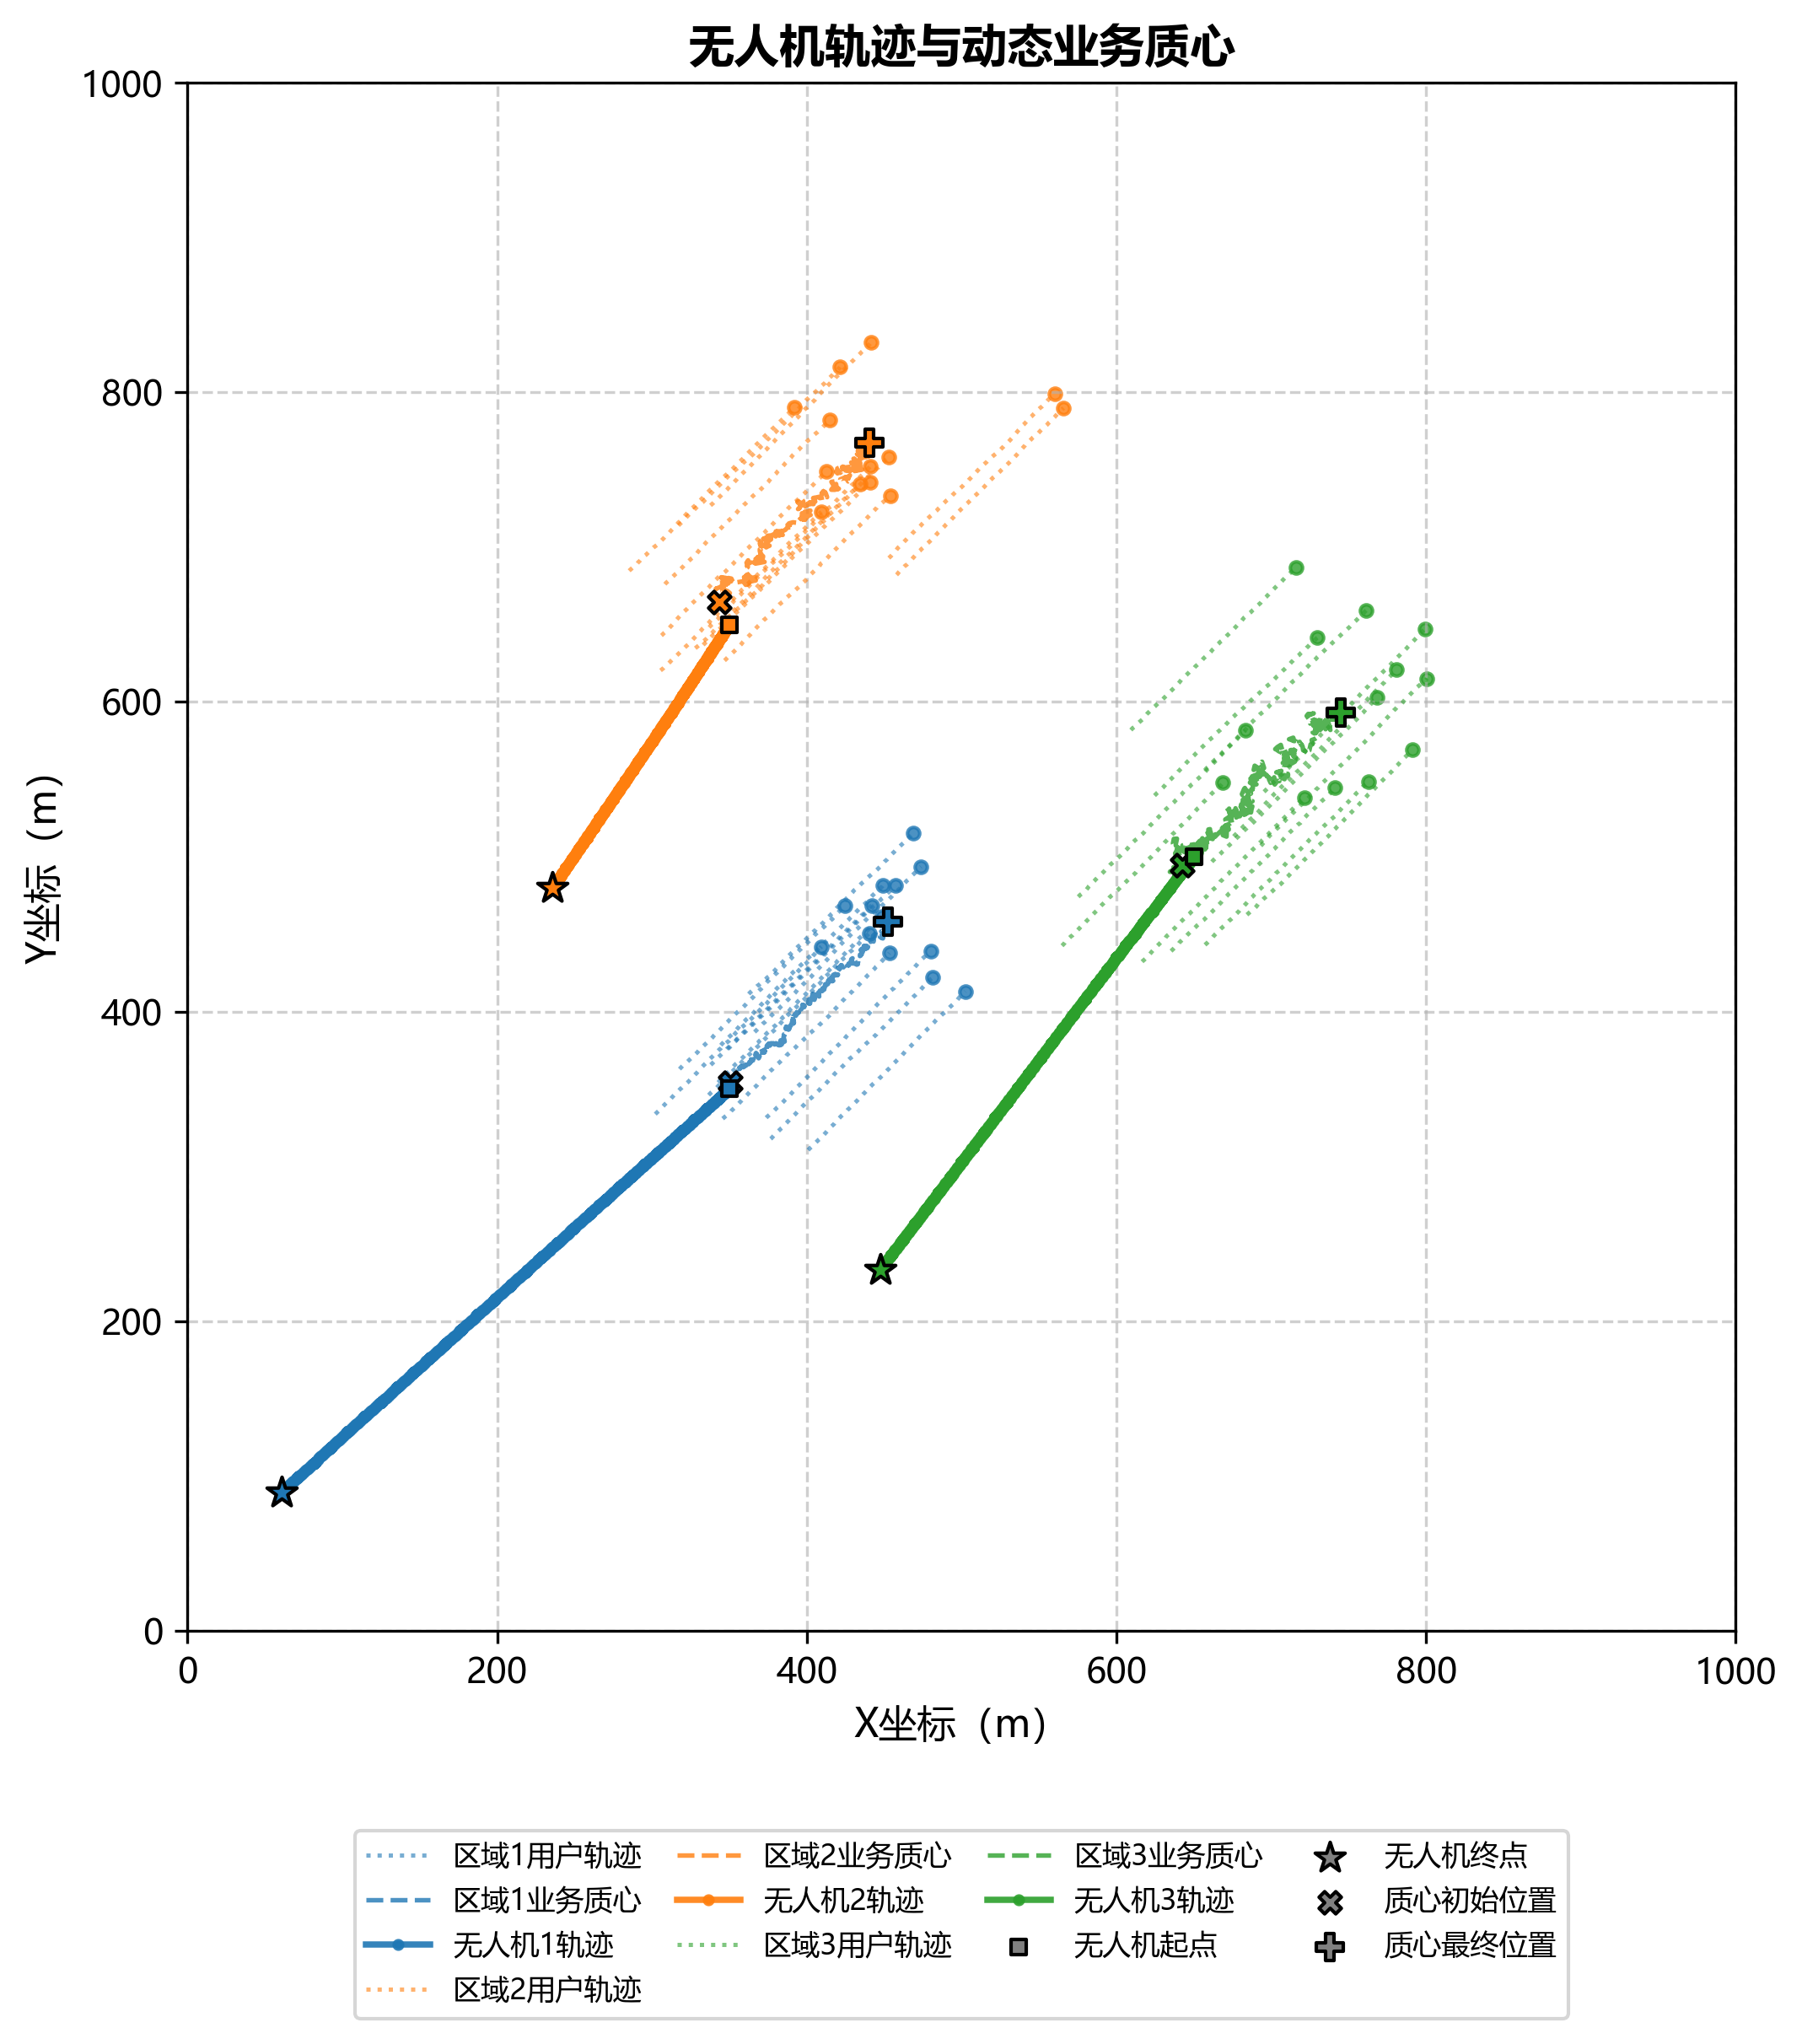 无人机轨迹与动态业务质心
1000
800
600
400
200
0
Y坐标（m）
0 200 400 600 800 1000
X坐标（m）
区域1用户轨迹 区域2业务质心 区域3业务质心 无人机终点
区域1业务质心 无人机2轨迹 无人机3轨迹 质心初始位置
无人机1轨迹 区域3用户轨迹 无人机起点 质心最终位置
区域2用户轨迹